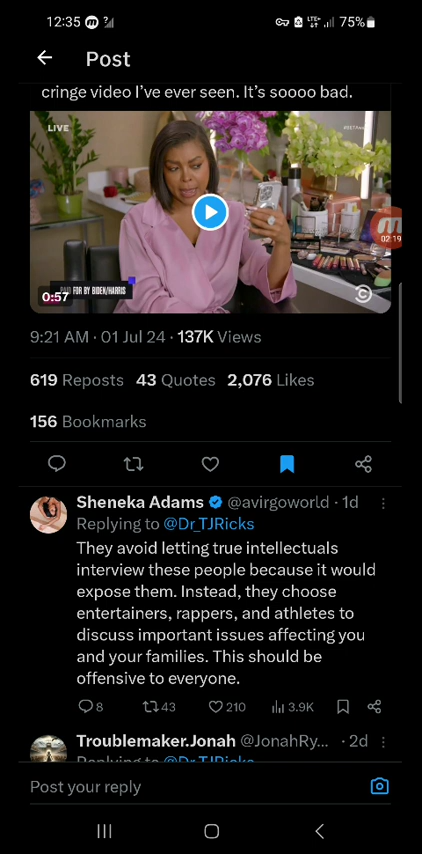 12:35
LTE+
75%
Post
cringe video I've ever seen. It's soooo bad.
LIVE
02:19
0:57
FOR BY BIDEN/HARRIS
9:21 AM · 01 Jul 24 · 137K Views
619 Reposts 43 Quotes 2,076 Likes
156 Bookmarks
Sheneka Adams @avirgoworld · 1d
Replying to @Dr_TJRicks
They avoid letting true intellectuals
interview these people because it would
expose them. Instead, they choose
entertainers, rappers, and athletes to
discuss important issues affecting you
and your families. This should be
offensive to everyone.
8 43 210 3.9K
Troublemaker.Jonah @JonahRy... · 2d
Replying to @Dr_TJRicks
Post your reply